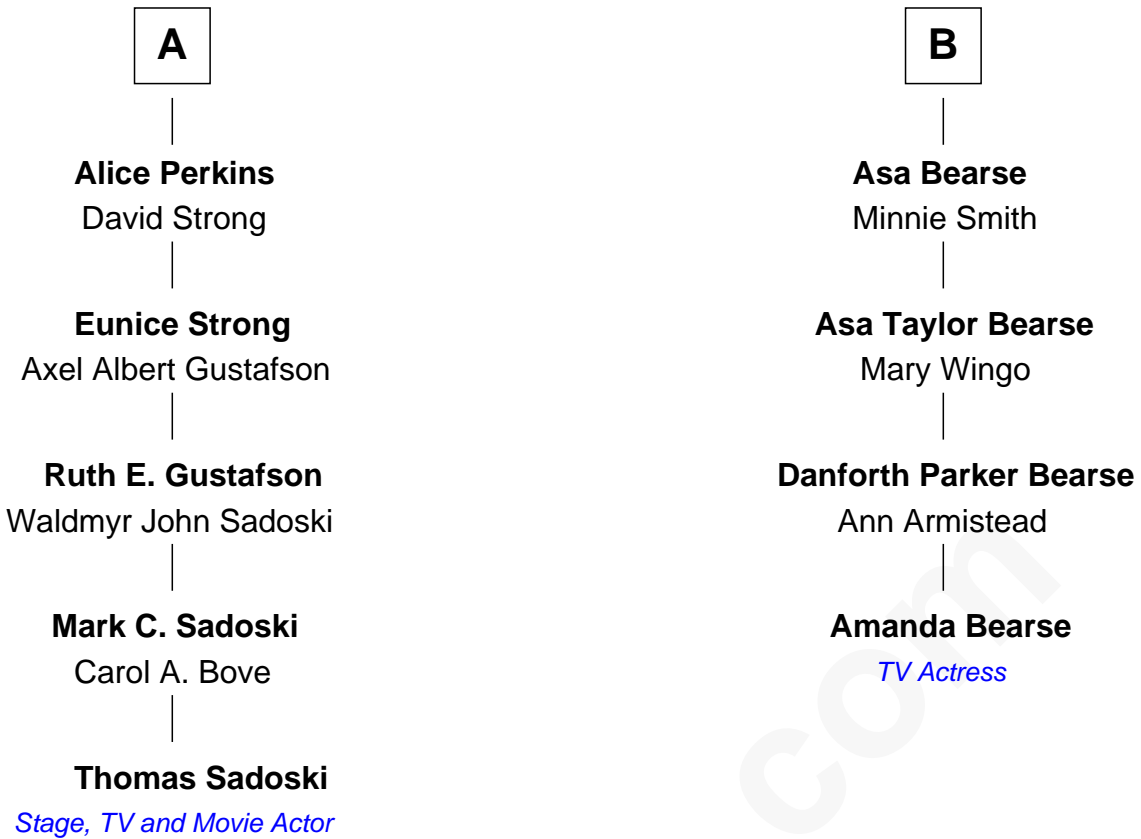 A
Alice Perkins
David Strong
Eunice Strong
Axel Albert Gustafson
Ruth E. Gustafson
Waldmyr John Sadoski
Mark C. Sadoski
Carol A. Bove
Thomas Sadoski
Stage, TV and Movie Actor
B
Asa Bearse
Minnie Smith
Asa Taylor Bearse
Mary Wingo
Danforth Parker Bearse
Ann Armistead
Amanda Bearse
TV Actress
com